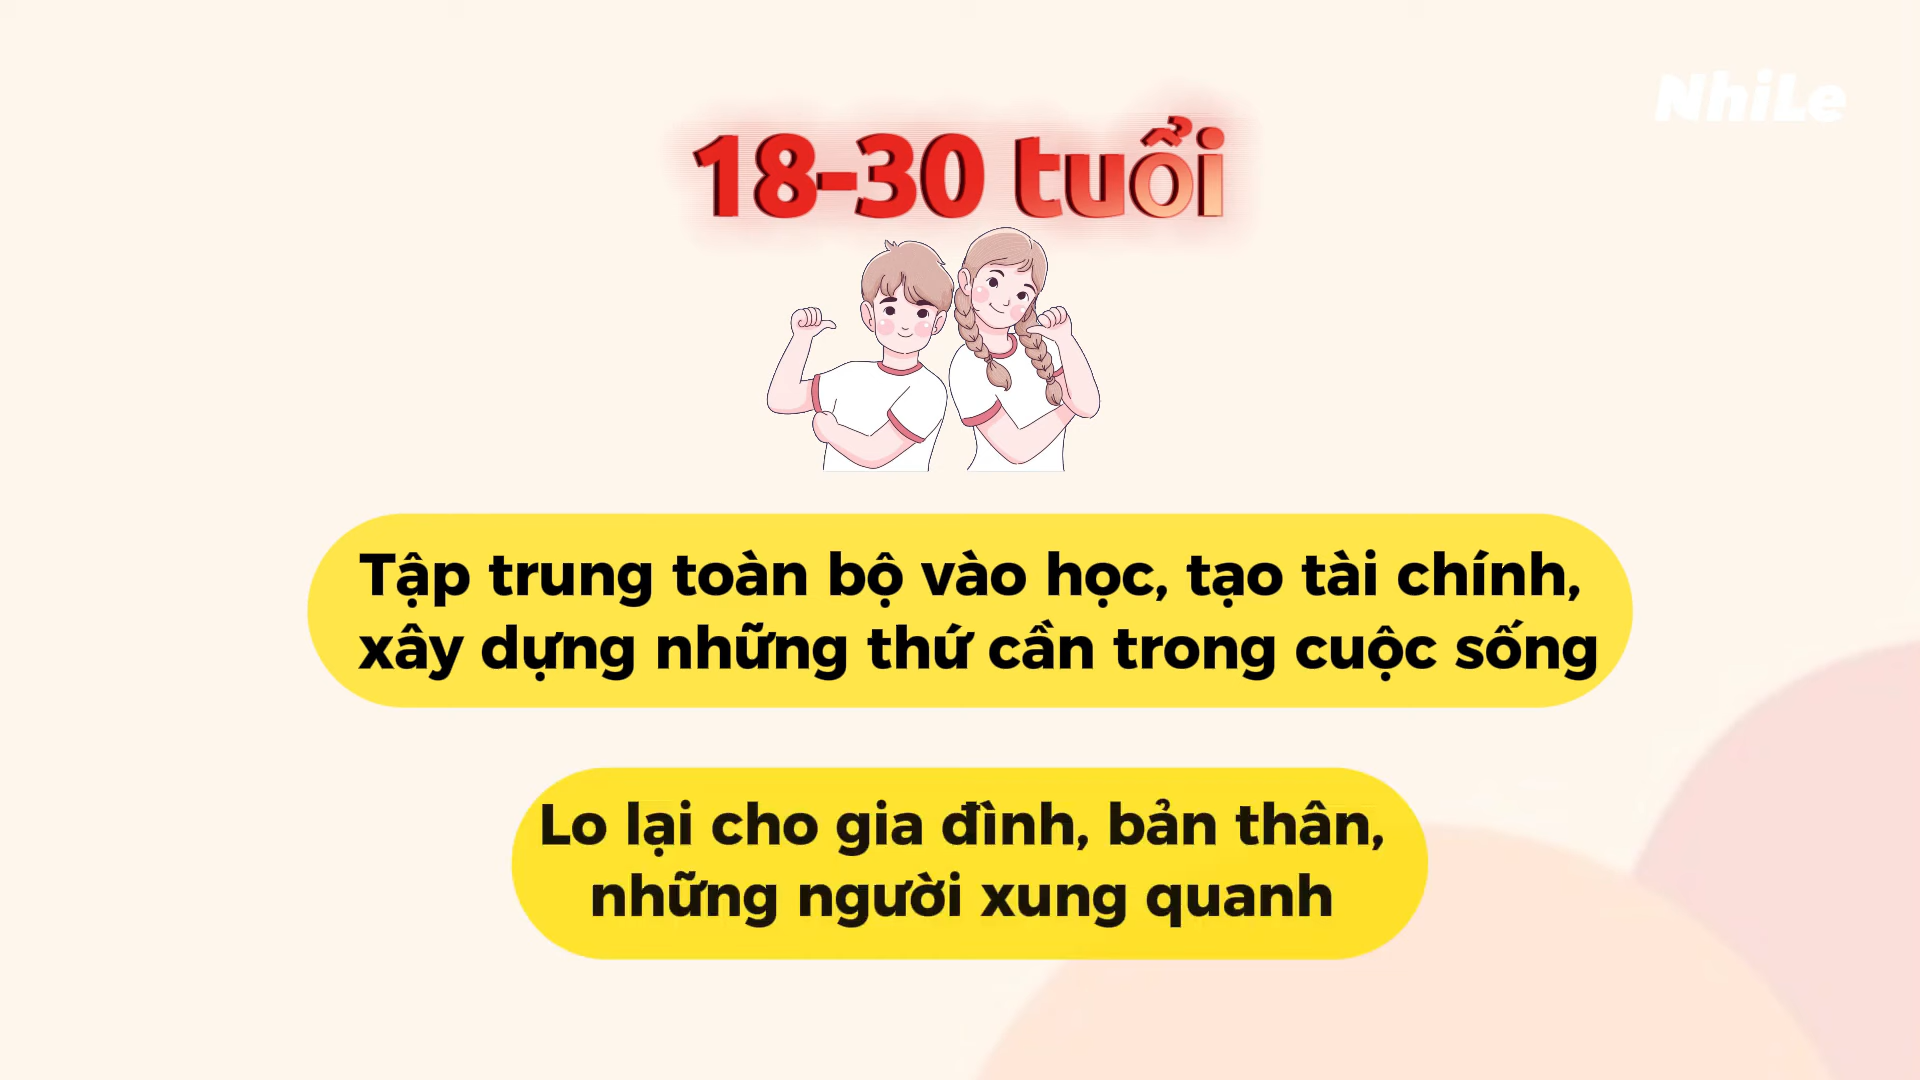 NhiLe
18-30 tuổi
Tập trung toàn bộ vào học, tạo tài chính,
xây dựng những thứ cần trong cuộc sống
Lo lại cho gia đình, bản thân,
những người xung quanh